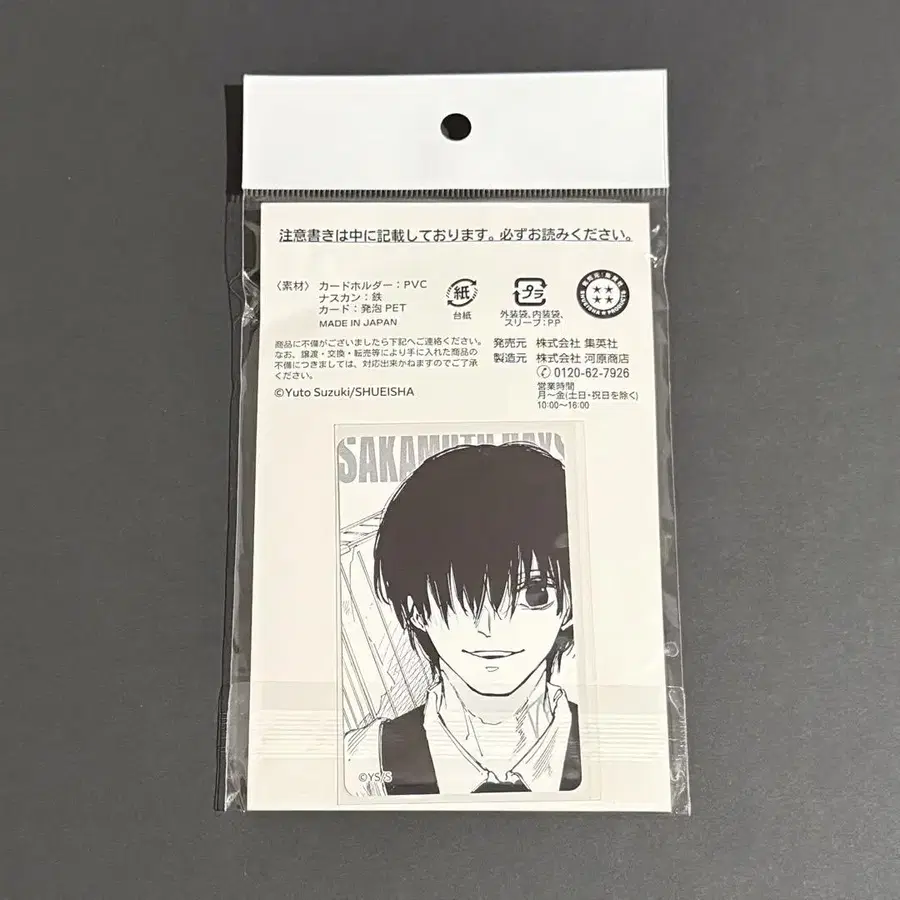 注意書きは中に記載しております。必ずお読みください。
〈素材〉 カードホルダー：PVC
ナスカン：鉄
カード：発泡 PET
MADE IN JAPAN
紙
台紙
プラ
外装袋、内装袋、
スリーブ：PP
商品に不備がございましたら下記へご連絡ください。
なお、譲渡・交換・転売等により手に入れた商品の
不備につきましては、対応出来かねますのでご了承
ください。
©Yuto Suzuki/SHUEISHA
発売元 株式会社 集英社
製造元 株式会社 河原商店
0120-62-7926
営業時間
月～金(土日・祝日を除く)
10:00～16:00
SAKAMOTO DAYS
©YS/S